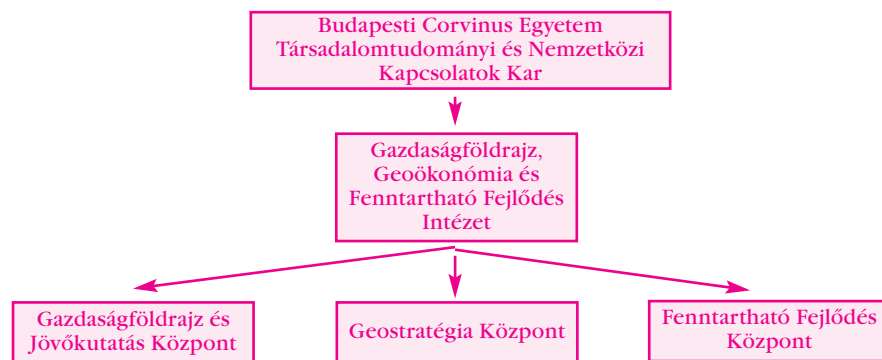 Budapesti Corvinus Egyetem
Társadalomtudományi és Nemzetközi
Kapcsolatok Kar
Gazdaságföldrajz,
Geoökonómia és
Fenntartható Fejlődés
Intézet
Gazdaságföldrajz és
Jövőkutatás Központ
Geostratégia Központ
Fenntartható Fejlődés
Központ